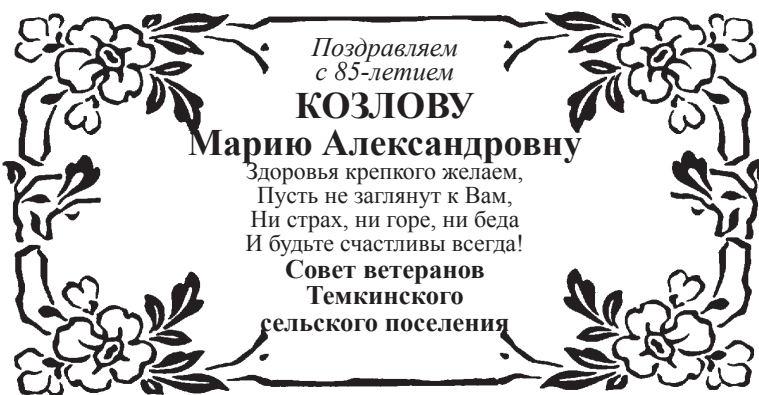 Поздравляем
с 85-летием
КОЗЛОВУ
Марию Александровну
Здоровья крепкого желаем,
Пусть не заглянут к Вам,
Ни страх, ни горе, ни беда
И будьте счастливы всегда!
Совет ветеранов
Темкинского
сельского поселения